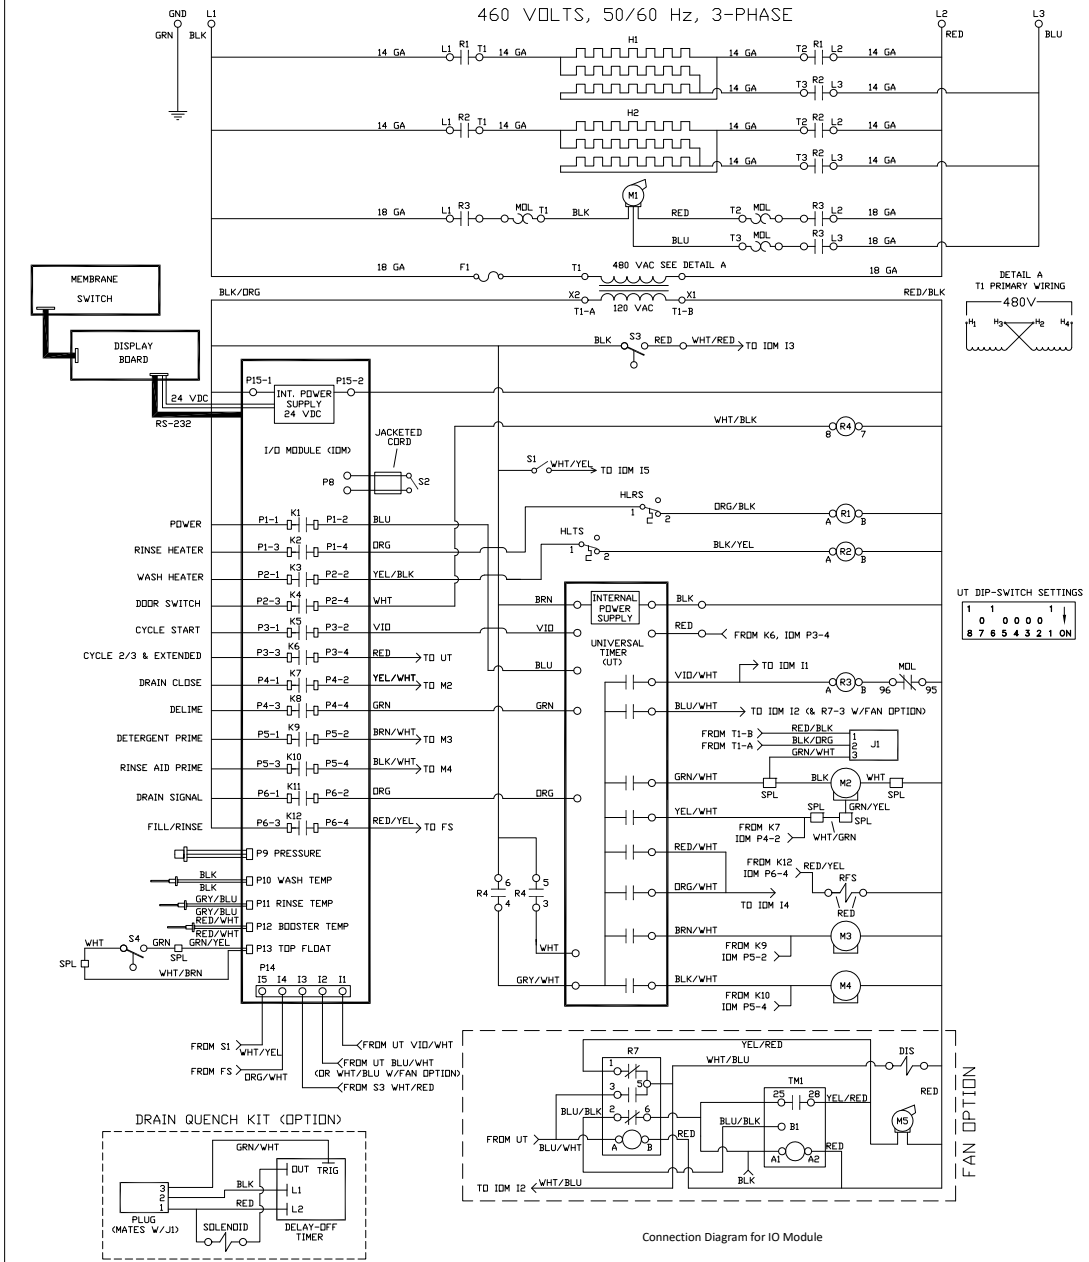 460 VOLTS, 50/60 Hz, 3-PHASE
GND L1 L2 L3
GRN BLK RED BLU
H1
14 GA L1 R1 T1 14 GA T2 R1 L2 14 GA
14 GA T3 R2 L3 14 GA
H2
14 GA L1 R2 T1 14 GA T2 R2 L2 14 GA
14 GA T3 R2 L3 14 GA
M1
18 GA L1 R3 MOL T1 BLK RED T2 MOL R3 L2 18 GA
BLU T3 MOL R3 L3 18 GA
18 GA F1 T1 480 VAC SEE DETAIL A 18 GA
BLK/ORG X2 120 VAC X1 RED/BLK
T1-A T1-B
DETAIL A
T1 PRIMARY WIRING
480V
H1 H3 H2 H4
MEMBRANE
SWITCH
DISPLAY
BOARD
24 VDC
RS-232
BLK S3 RED WHT/RED TO IOM I3
P15-1 P15-2
INT. POWER
SUPPLY
24 VDC
I/O MODULE (IOM)
JACKETED
CORD
P8 S2
WHT/BLK 8 R4 7
S1 WHT/YEL TO IOM I5
HLRS 1 2 ORG/BLK A R1 B
HLTS 1 2 BLK/YEL A R2 B
POWER P1-1 K1 P1-2 BLU
RINSE HEATER P1-3 K2 P1-4 ORG
WASH HEATER P2-1 K3 P2-2 YEL/BLK
DOOR SWITCH P2-3 K4 P2-4 WHT
CYCLE START P3-1 K5 P3-2 VIO
CYCLE 2/3 & EXTENDED P3-3 K6 P3-4 RED TO UT
DRAIN CLOSE P4-1 K7 P4-2 YEL/WHT TO M2
DELIME P4-3 K8 P4-4 GRN
DETERGENT PRIME P5-1 K9 P5-2 BRN/WHT TO M3
RINSE AID PRIME P5-3 K10 P5-4 BLK/WHT TO M4
DRAIN SIGNAL P6-1 K11 P6-2 ORG
FILL/RINSE P6-3 K12 P6-4 RED/YEL TO FS
P9 PRESSURE
BLK
BLK
P10 WASH TEMP
GRY/BLU
GRY/BLU
P11 RINSE TEMP
RED/WHT
RED/WHT
P12 BOOSTER TEMP
WHT S4 GRN GRN/YEL P13 TOP FLOAT
SPL SPL
WHT/BRN
P14
I5 I4 I3 I2 I1
FROM S1 WHT/YEL
FROM FS ORG/WHT
FROM UT VIO/WHT
FROM UT BLU/WHT
(OR WHT/BLU W/FAN OPTION)
FROM S3 WHT/RED
BRN INTERNAL
POWER
SUPPLY
BLK
VIO RED FROM K6, IOM P3-4
UNIVERSAL
TIMER
(UT)
BLU
GRN
ORG
WHT
GRY/WHT
R4 6 4
R4 5 3
TO IOM I1
VIO/WHT A R3 B 96 MOL 95
BLU/WHT TO IOM I2 (& R7-3 W/FAN OPTION)
FROM T1-B RED/BLK 1
FROM T1-A BLK/ORG 2 J1
GRN/WHT 3
GRN/WHT SPL BLK M2 WHT SPL
YEL/WHT SPL GRN/YEL SPL
FROM K7
IOM P4-2
WHT/GRN
RED/WHT
FROM K12
IOM P6-4
RED/YEL
RFS
RED
ORG/WHT
TO IOM I4
BRN/WHT M3
FROM K9
IOM P5-2
BLK/WHT M4
FROM K10
IOM P5-4
UT DIP-SWITCH SETTINGS
1 1 1
0 0 0 0 0
8 7 6 5 4 3 2 1 ON
YEL/RED
R7 WHT/BLU DIS
1 5 3 TM1 RED
25 28 YEL/RED
BLU/BLK 2 6 BLU/BLK B1 M5
FROM UT BLU/WHT A B RED A1 A2 RED
BLK
TO IOM I2 WHT/BLU
FAN OPTION
DRAIN QUENCH KIT (OPTION)
GRN/WHT
OUT TRIG
3
2
1
BLK L1
RED L2
PLUG
(MATES W/J1)
SOLENOID
DELAY-OFF
TIMER
Connection Diagram for IO Module